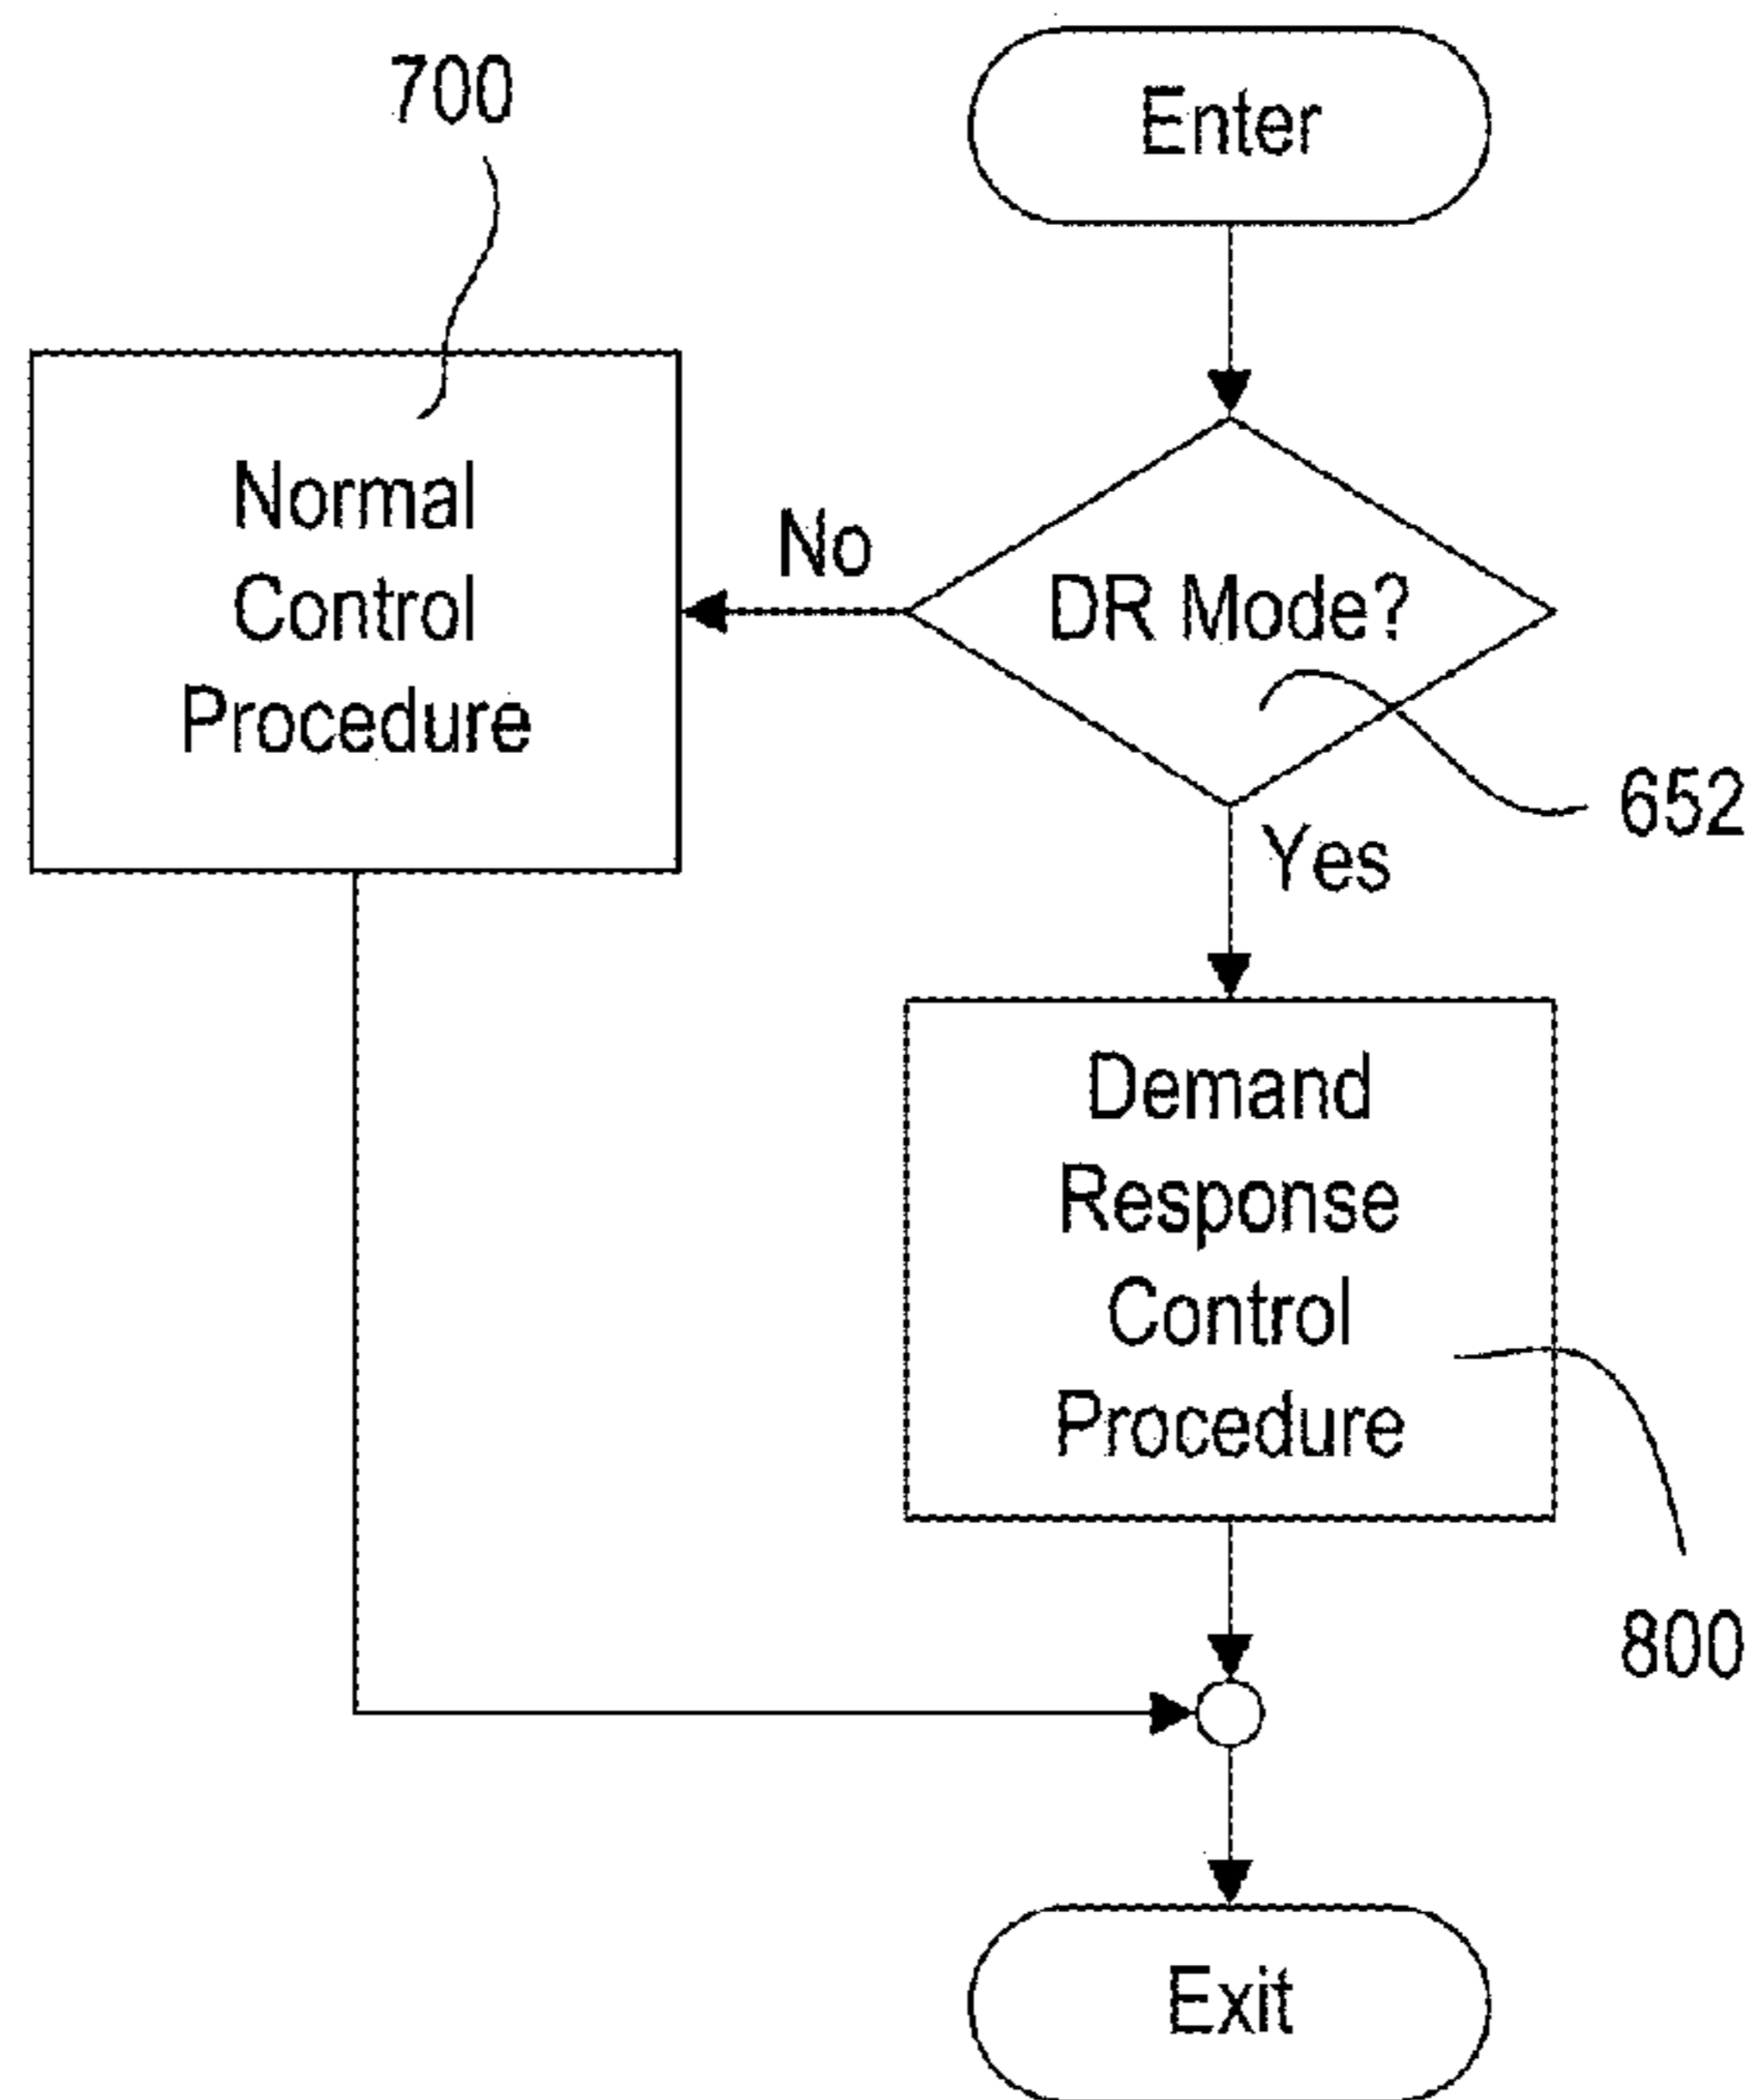 700
Enter
Normal
Control
Procedure
No
DR Mode?
652
Yes
Demand
Response
Control
Procedure
800
Exit